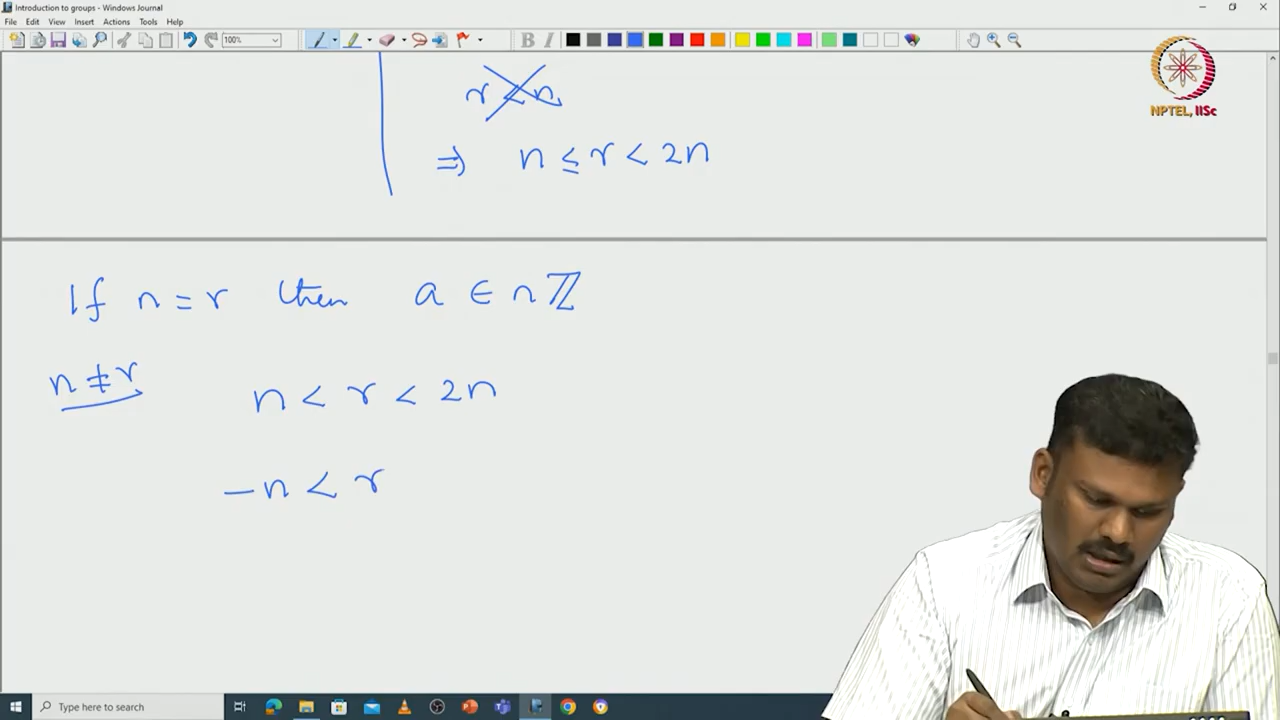 Introduction to groups - Windows Journal
File Edit View Insert Actions Tools Help
100% B I
NPTEL, IISc
r < n
⇒ n ≤ r < 2n
If n = r then a ∈ nℤ
n ≠ r n < r < 2n
-n < r
Type here to search